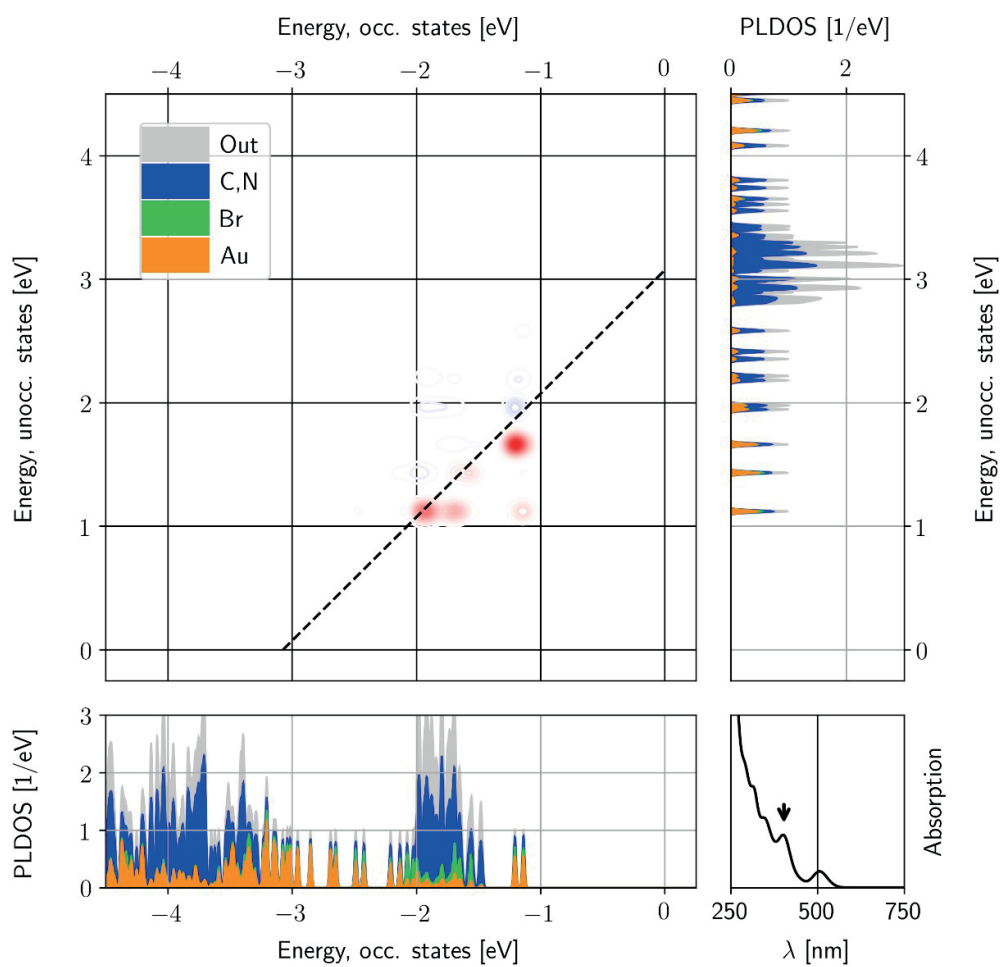 Energy, occ. states [eV]
PLDOS [1/eV]
−4 −3 −2 −1 0
0 2
Out
C,N
Br
Au
Energy, unocc. states [eV]
4
3
2
1
0
4
3
2
1
0
Energy, unocc. states [eV]
PLDOS [1/eV]
3
2
1
0
−4 −3 −2 −1 0
Energy, occ. states [eV]
Absorption
250 500 750
λ [nm]